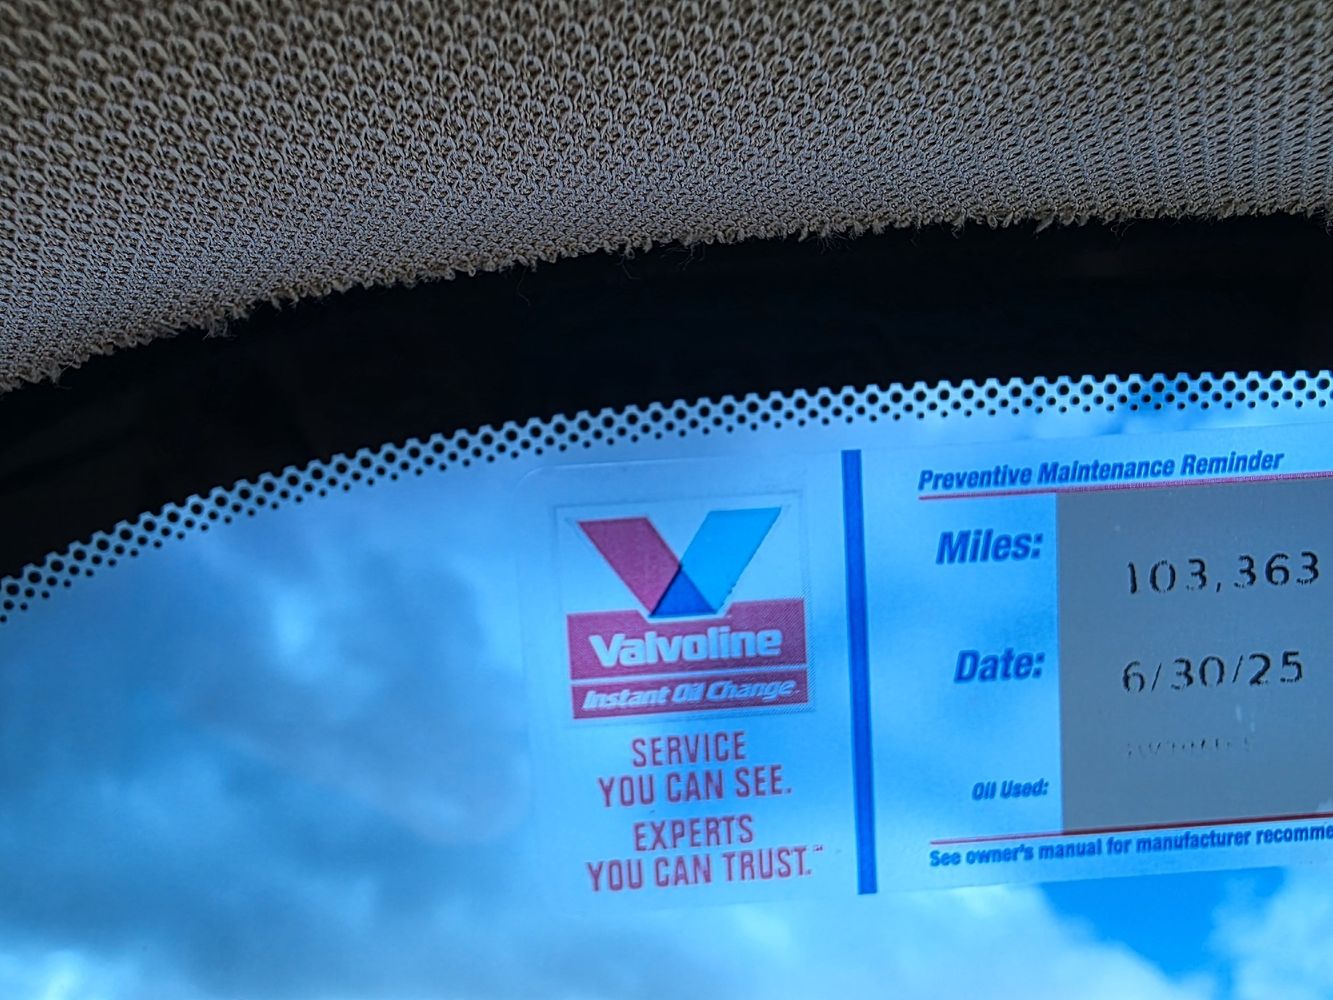 Preventive Maintenance Reminder
Miles: 103,363
Date: 6/30/25
Oil Used:
See owner's manual for manufacturer
Valvoline
Instant Oil Change
SERVICE
YOU CAN SEE.
EXPERTS
YOU CAN TRUST.™